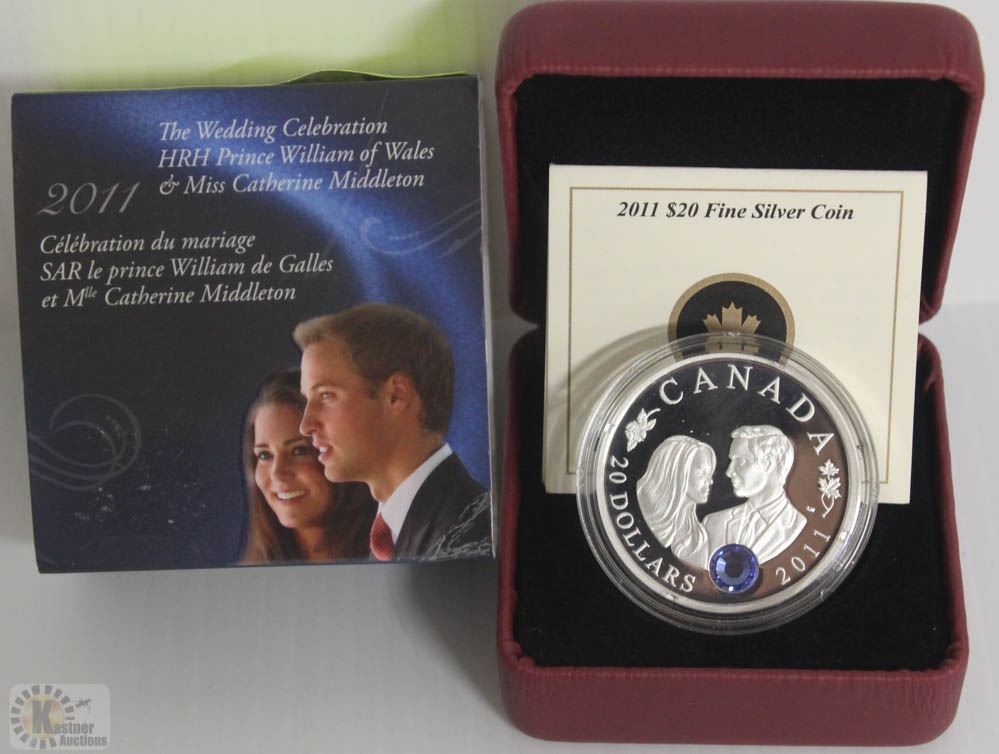 The Wedding Celebration
HRH Prince William of Wales
& Miss Catherine Middleton
2011
Célébration du mariage
SAR le prince William de Galles
et Mlle Catherine Middleton
2011 $20 Fine Silver Coin
CANADA
20 DOLLARS
2011
Kastner
Auctions